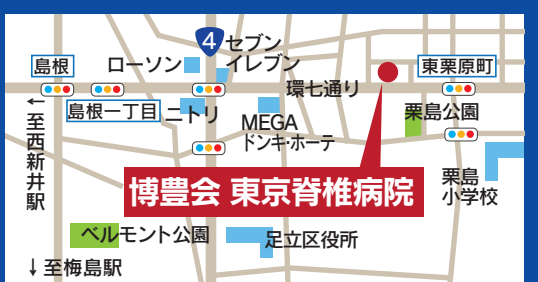 4
セブン
イレブン
島根
ローソン
東栗原町
環七通り
島根一丁目
ニトリ
MEGA
ドンキ・ホーテ
栗島公園
←至西新井駅
博豊会 東京脊椎病院
栗島
小学校
ベルモント公園
足立区役所
↓至梅島駅